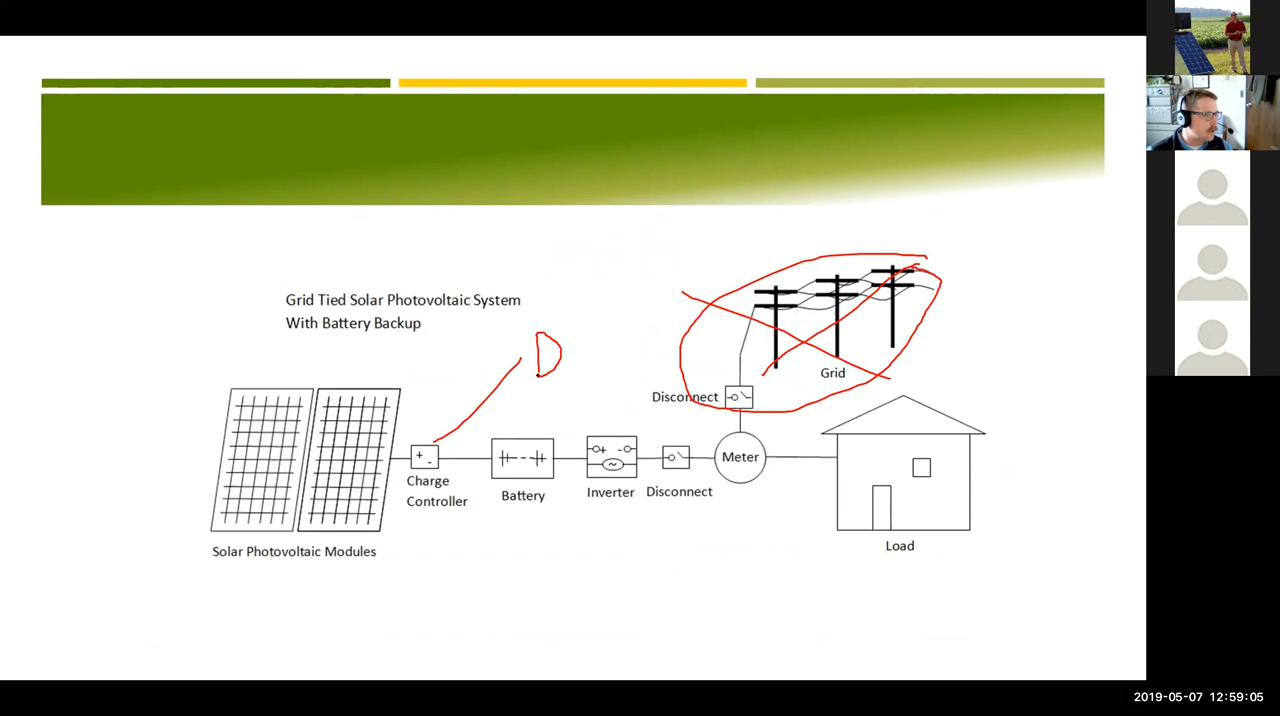 Grid Tied Solar Photovoltaic System
With Battery Backup
D
Grid
Disconnect
Meter
Charge
Controller
Battery
Inverter
Disconnect
Solar Photovoltaic Modules
Load
2019-05-07 12:59:05